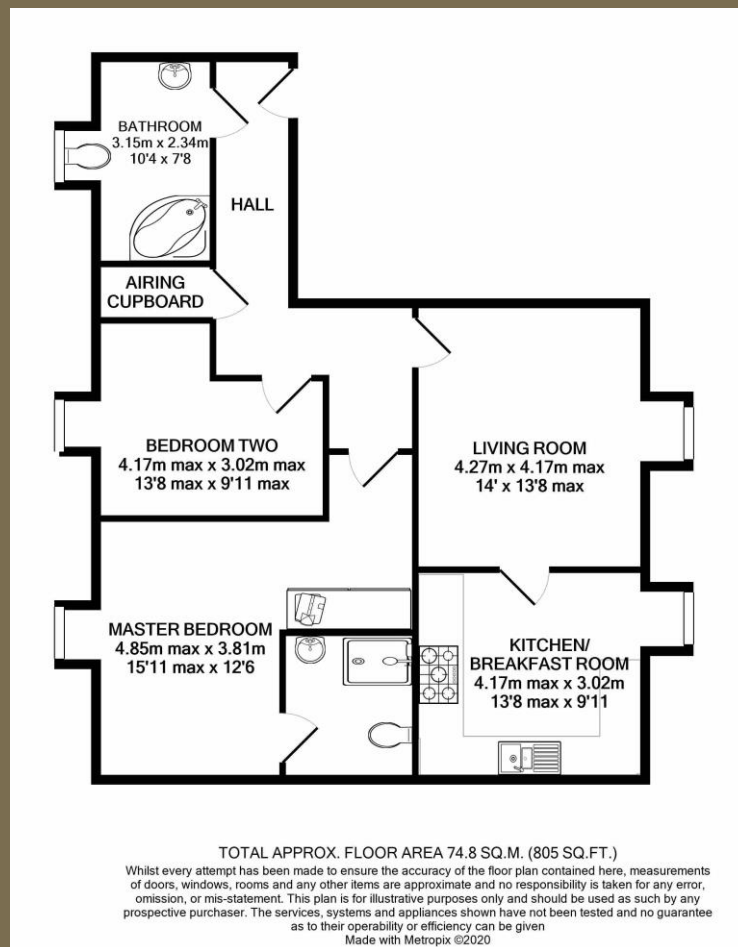 BATHROOM
3.15m x 2.34m
10'4 x 7'8
HALL
AIRING
CUPBOARD
BEDROOM TWO
4.17m max x 3.02m max
13'8 max x 9'11 max
LIVING ROOM
4.27m x 4.17m max
14' x 13'8 max
MASTER BEDROOM
4.85m max x 3.81m
15'11 max x 12'6
KITCHEN/
BREAKFAST ROOM
4.17m max x 3.02m
13'8 max x 9'11
TOTAL APPROX. FLOOR AREA 74.8 SQ.M. (805 SQ.FT.)
Whilst every attempt has been made to ensure the accuracy of the floor plan contained here, measurements
of doors, windows, rooms and any other items are approximate and no responsibility is taken for any error,
omission, or mis-statement. This plan is for illustrative purposes only and should be used as such by any
prospective purchaser. The services, systems and appliances shown have not been tested and no guarantee
as to their operability or efficiency can be given
Made with Metropix ©2020